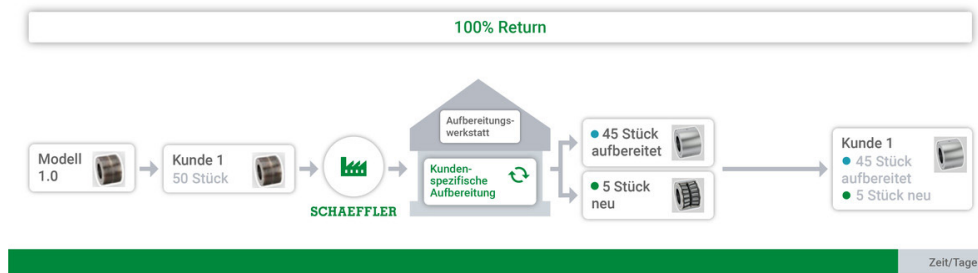 100% Return
Modell
1.0
Kunde 1
50 Stück
SCHAEFFLER
Aufbereitungs-
werkstatt
Kunden-
spezifische
Aufbereitung
45 Stück
aufbereitet
5 Stück
neu
Kunde 1
45 Stück
aufbereitet
5 Stück neu
Zeit/Tage